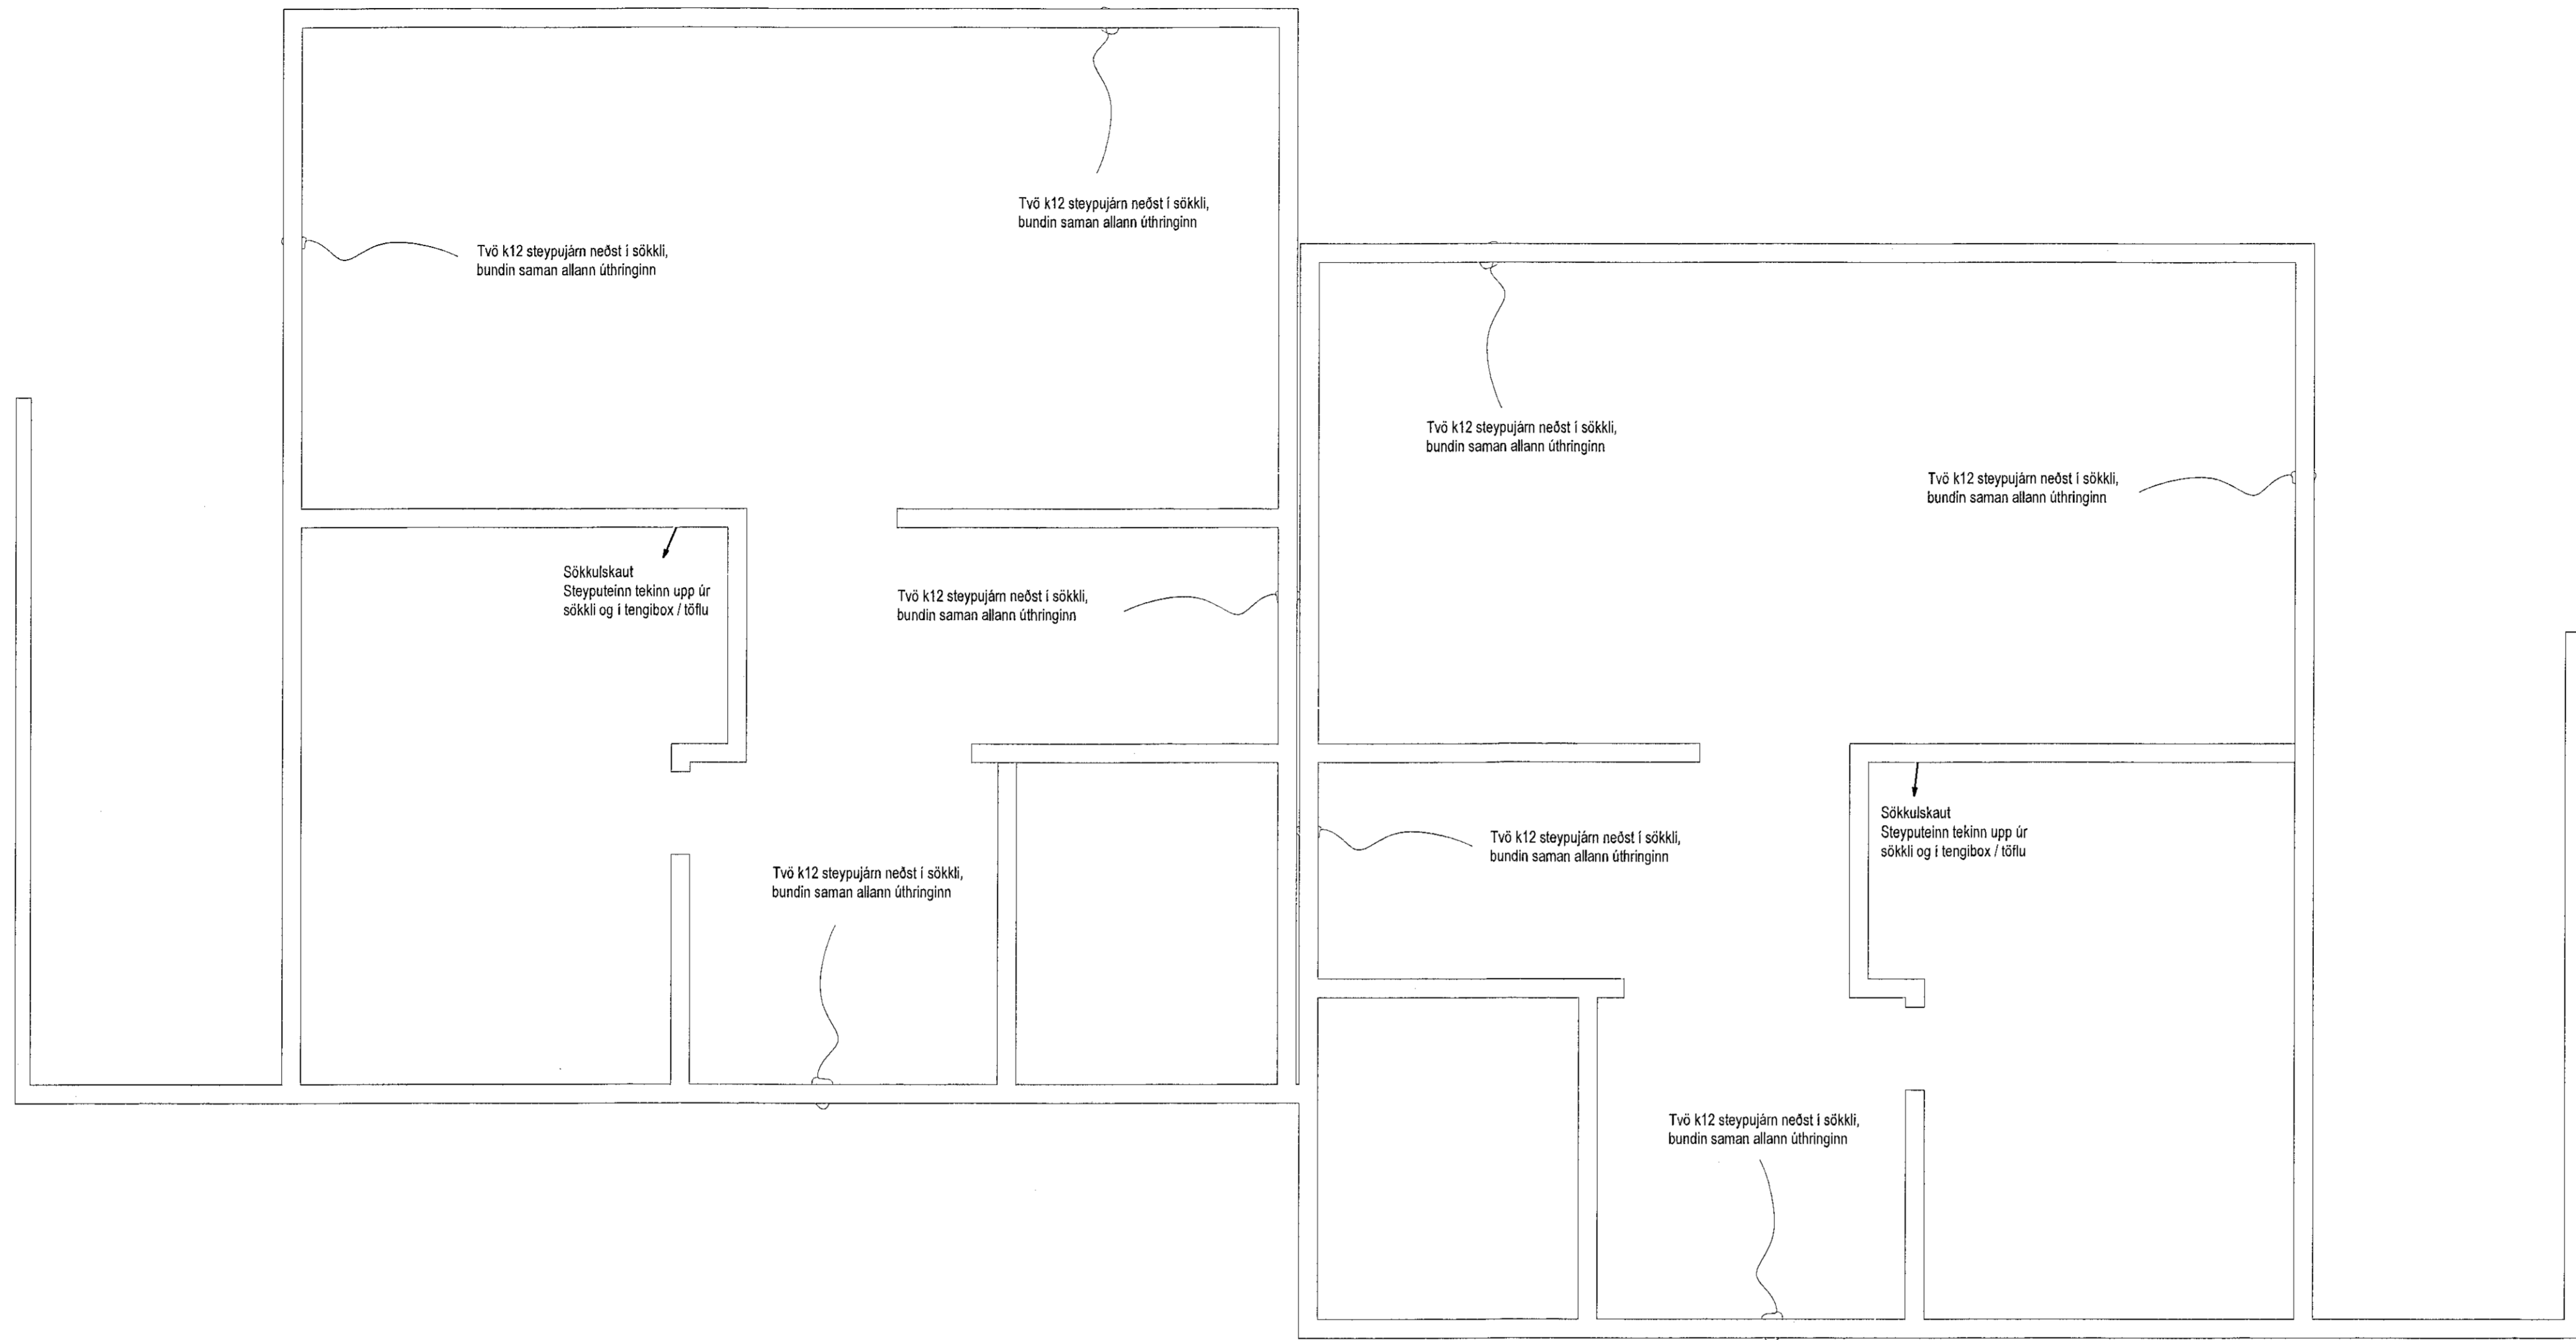 Tvö k12 steypujárn neðst í sökkli,
bundin saman allann úthringinn
Tvö k12 steypujárn neðst í sökkli,
bundin saman allann úthringinn
Tvö k12 steypujárn neðst í sökkli,
bundin saman allann úthringinn
Tvö k12 steypujárn neðst í sökkli,
bundin saman allann úthringinn
Sökkulskaut
Steyputeinn tekinn upp úr
sökkli og í tengibox / töflu
Tvö k12 steypujárn neðst í sökkli,
bundin saman allann úthringinn
Sökkulskaut
Steyputeinn tekinn upp úr
sökkli og í tengibox / töflu
Tvö k12 steypujárn neðst í sökkli,
bundin saman allann úthringinn
Tvö k12 steypujárn neðst í sökkli,
bundin saman allann úthringinn
Tvö k12 steypujárn neðst í sökkli,
bundin saman allann úthringinn